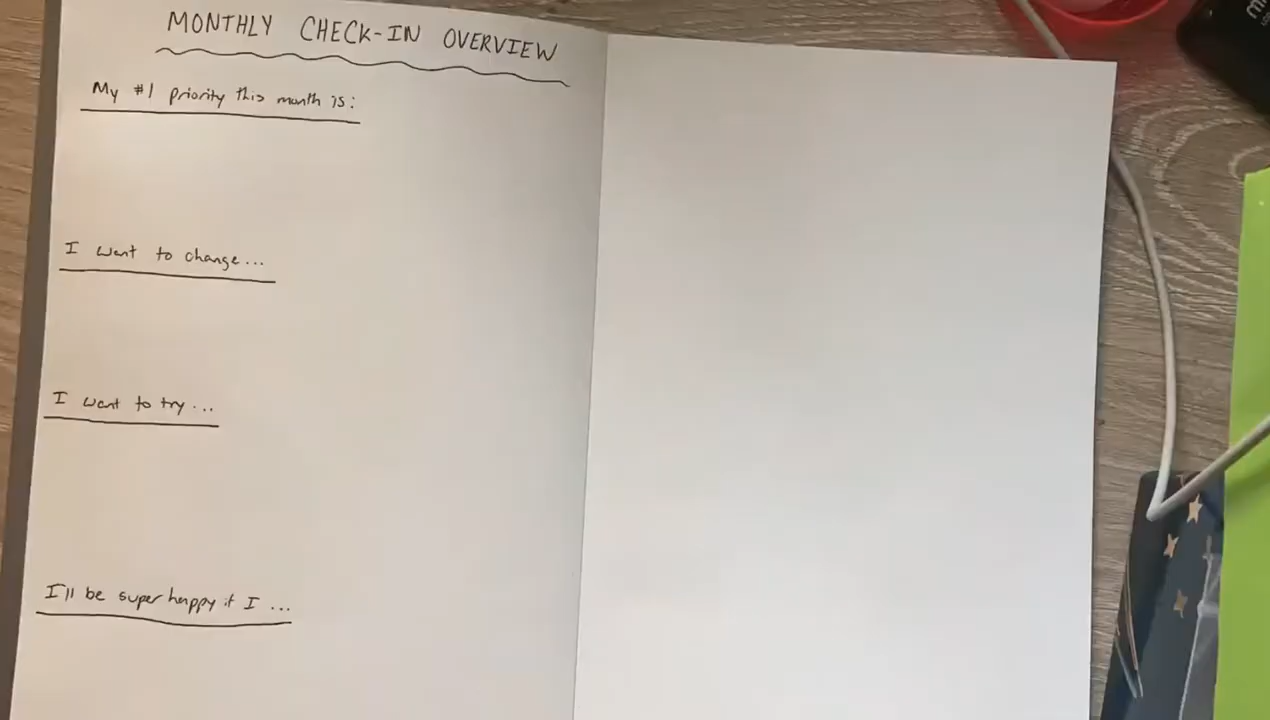 MONTHLY CHECK-IN OVERVIEW
My #1 priority this month is:
I want to change...
I want to try...
I'll be super happy if I ...